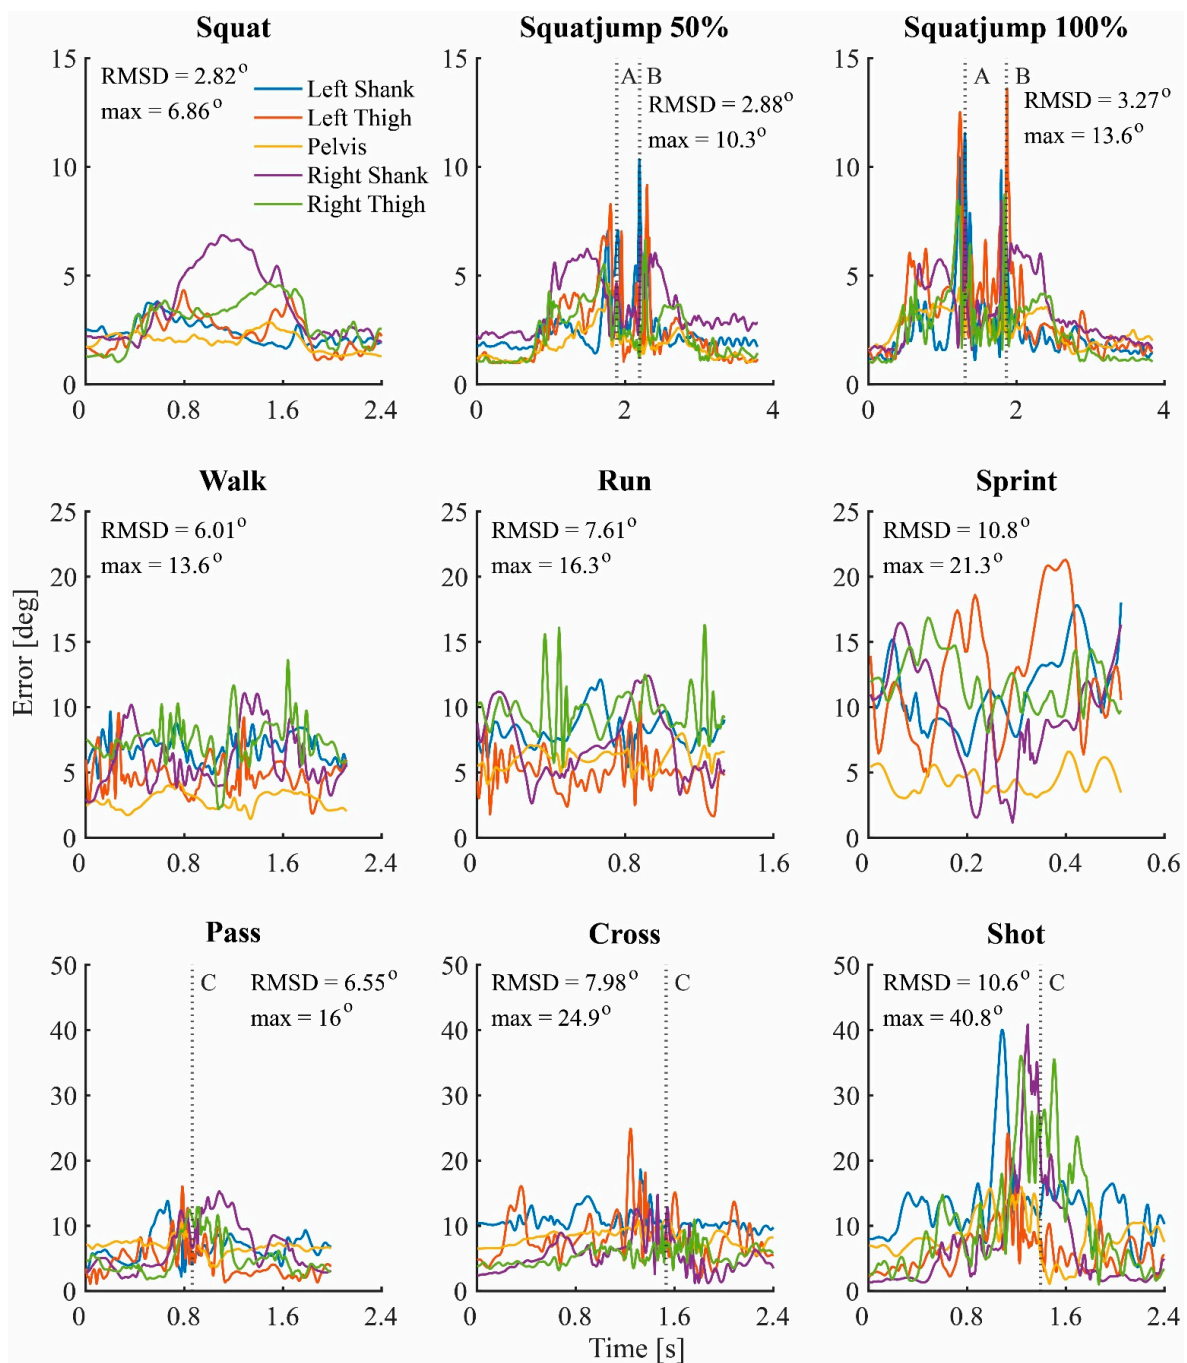 Squat
Squatjump 50%
Squatjump 100%
15
10
5
0
RMSD = 2.82°
max = 6.86°
Left Shank
Left Thigh
Pelvis
Right Shank
Right Thigh
0 0.8 1.6 2.4
15
10
5
0
A B
RMSD = 2.88°
max = 10.3°
0 2 4
15
10
5
0
A B
RMSD = 3.27°
max = 13.6°
0 2 4
Error [deg]
Walk
Run
Sprint
25
20
15
10
5
0
RMSD = 6.01°
max = 13.6°
0 0.8 1.6 2.4
25
20
15
10
5
0
RMSD = 7.61°
max = 16.3°
0 0.8 1.6
25
20
15
10
5
0
RMSD = 10.8°
max = 21.3°
0 0.2 0.4 0.6
Pass
Cross
Shot
50
40
30
20
10
0
C
RMSD = 6.55°
max = 16°
0 0.8 1.6 2.4
50
40
30
20
10
0
RMSD = 7.98°
max = 24.9°
C
0 0.8 1.6 2.4
50
40
30
20
10
0
RMSD = 10.6°
max = 40.8°
C
0 0.8 1.6 2.4
Time [s]